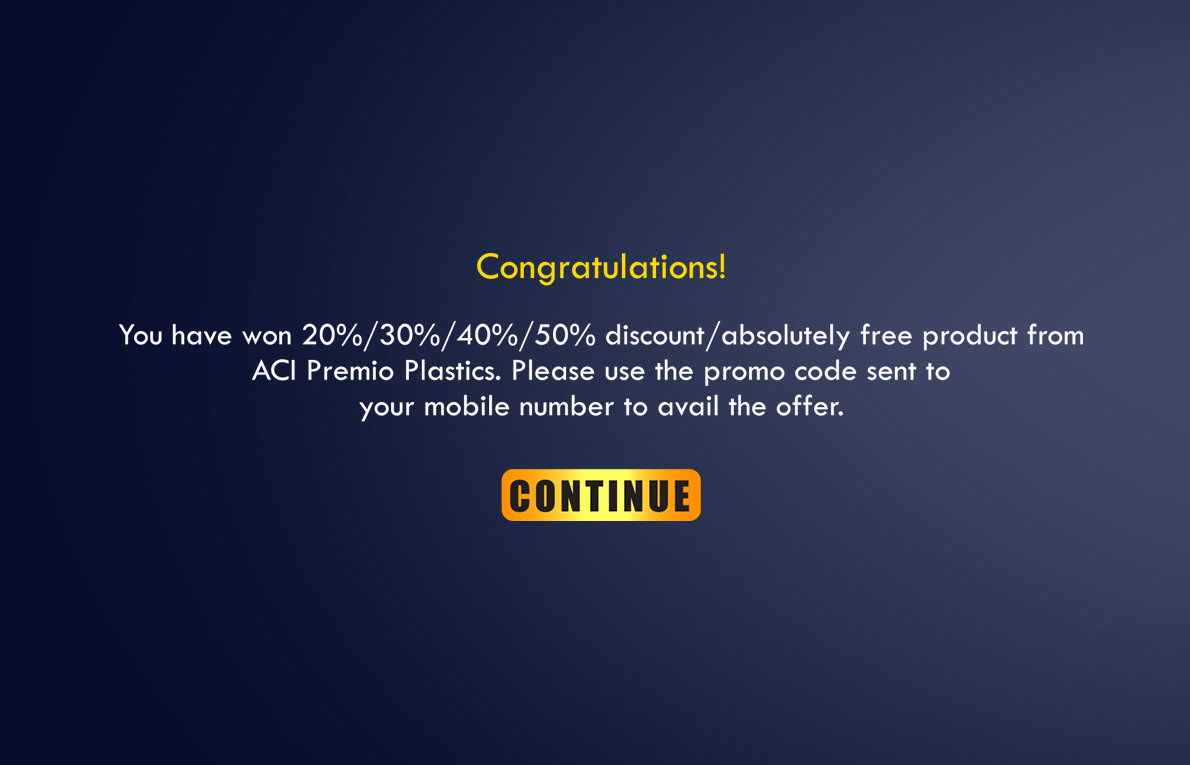 Congratulations!
You have won 20%/30%/40%/50% discount/absolutely free product from
ACI Premio Plastics. Please use the promo code sent to
your mobile number to avail the offer.
CONTINUE